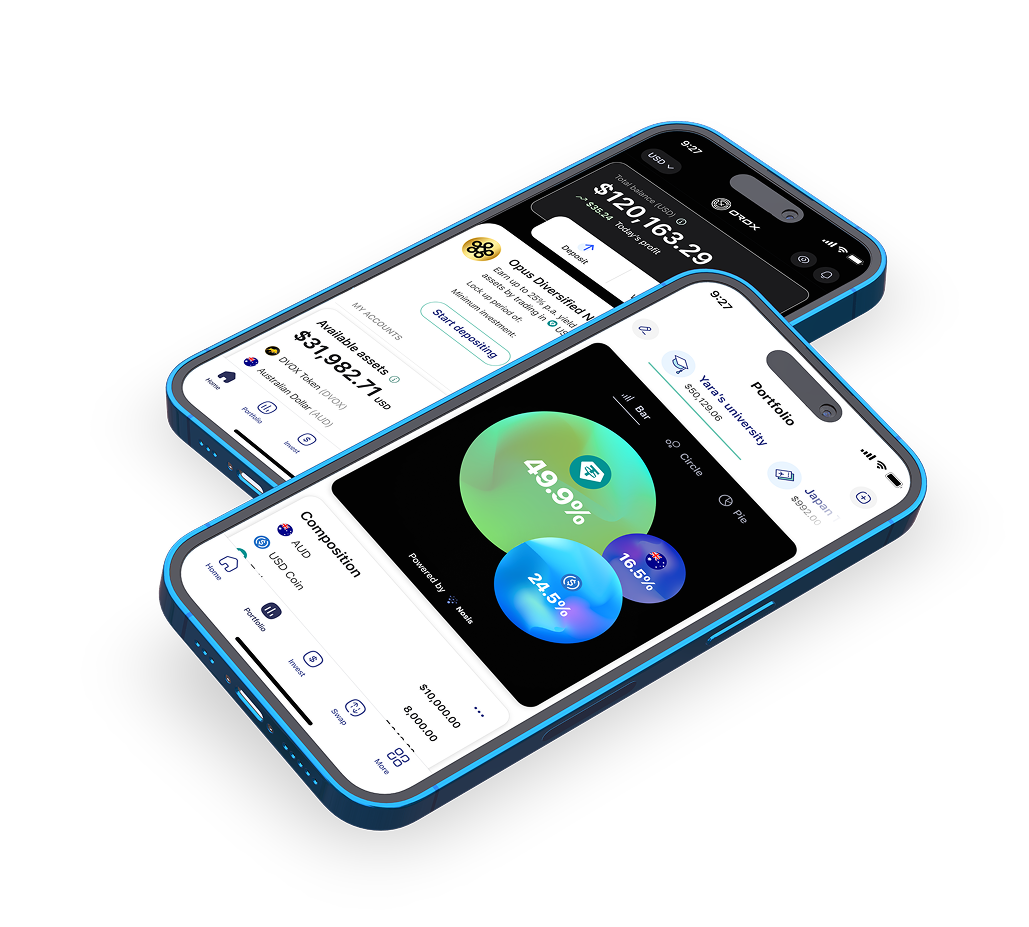 9:27
USD
OROX
Total balance (USD)
$120,163.29
$35.24 Today's profit
Deposit
Opus Diversified N
Earn up to 25% p.a. yield
assets by trading in
Lock up period of:
Minimum investment:
Start depositing
MY ACCOUNTS
Available assets
$31,982.71 USD
DVOX Token (DVOX)
Australian Dollar (AUD)
Home
Portfolio
Invest
9:27
Portfolio
Yara's university
$50,129.06
Japan
$992.00
Bar
Circle
Pie
49.9%
24.5%
16.5%
Powered by Nosis
Composition
AUD
$10,000.00
USD Coin
8,000.00
Home
Portfolio
Invest
Swap
More